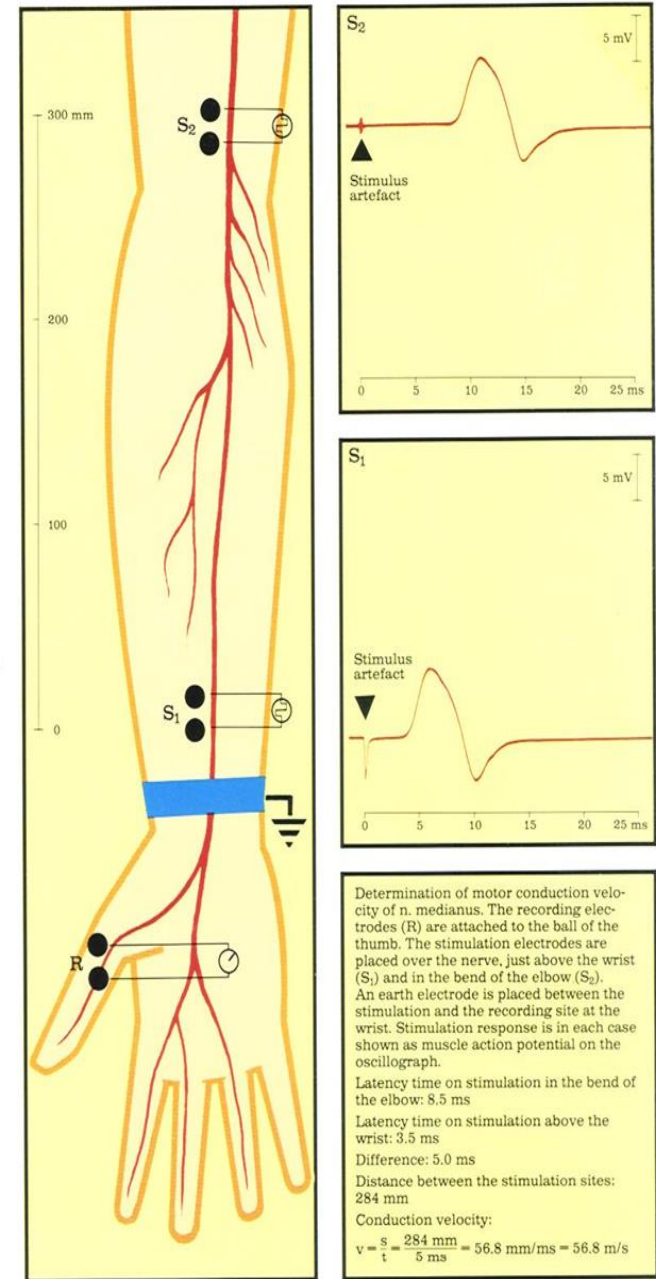 300 mm
S2
200
100
S1
0
R
S2
5 mV
Stimulus
artefact
0 5 10 15 20 25 ms
S1
5 mV
Stimulus
artefact
0 5 10 15 20 25 ms
Determination of motor conduction velo-
city of n. medianus. The recording elec-
trodes (R) are attached to the ball of the
thumb. The stimulation electrodes are
placed over the nerve, just above the wrist
(S1) and in the bend of the elbow (S2).
An earth electrode is placed between the
stimulation and the recording site at the
wrist. Stimulation response is in each case
shown as muscle action potential on the
oscillograph.
Latency time on stimulation in the bend of
the elbow: 8.5 ms
Latency time on stimulation above the
wrist: 3.5 ms
Difference: 5.0 ms
Distance between the stimulation sites:
284 mm
Conduction velocity:
v = s/t = 284 mm/5 ms = 56.8 mm/ms = 56.8 m/s